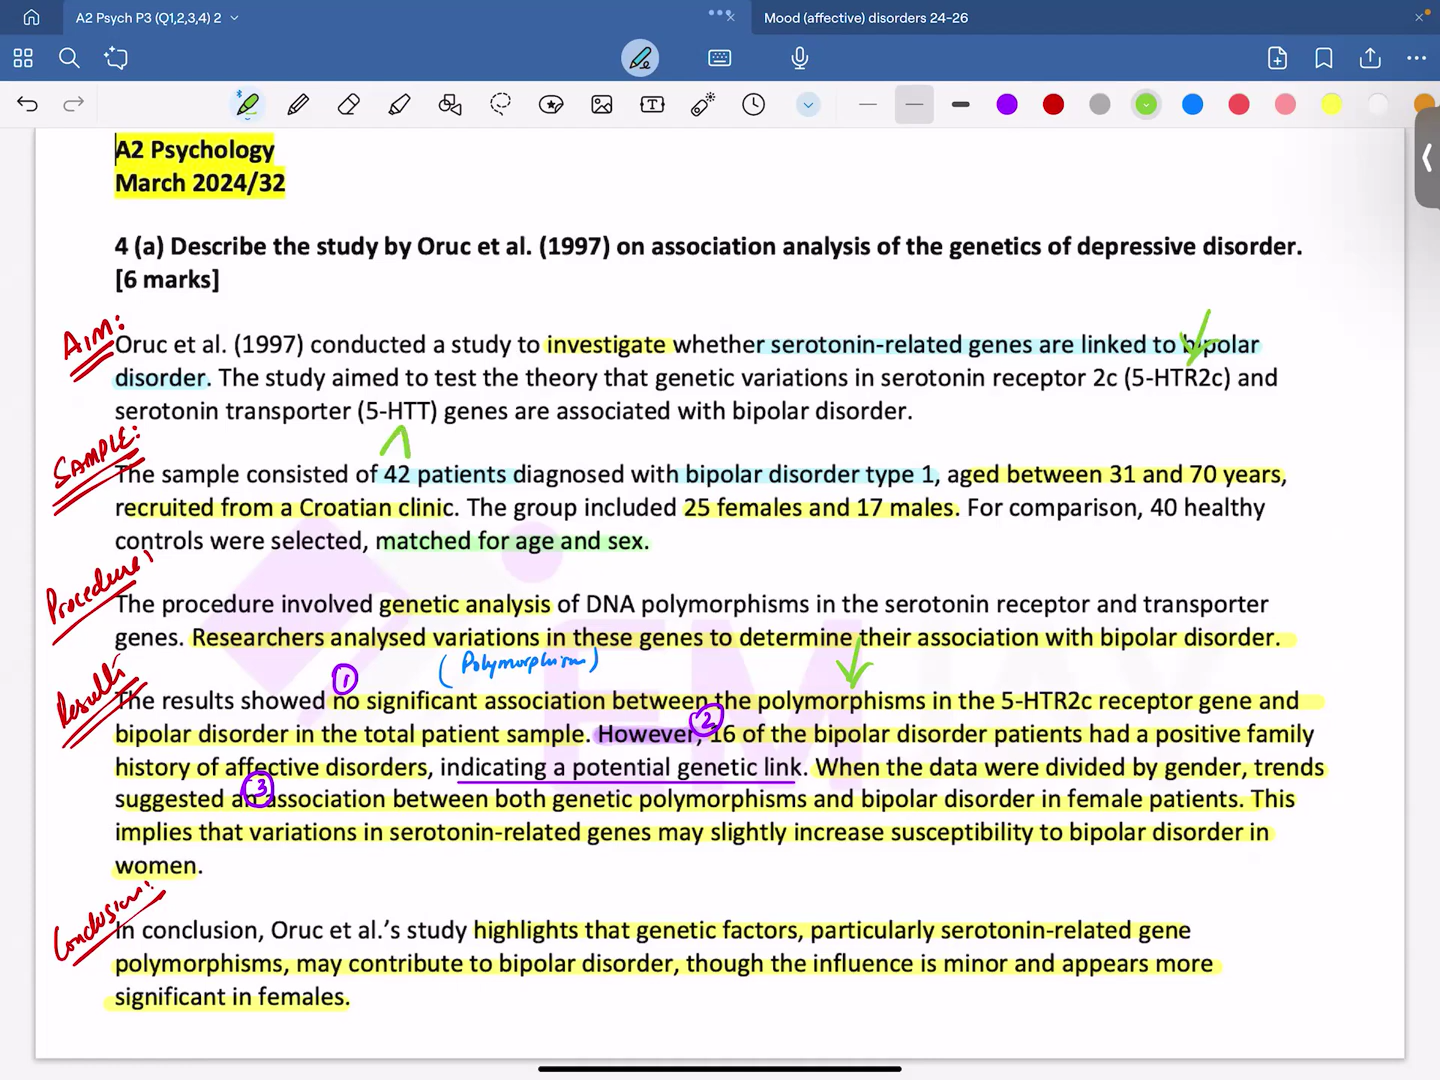 A2 Psych P3 (Q1,2,3,4) 2
Mood (affective) disorders 24-26
A2 Psychology
March 2024/32
4 (a) Describe the study by Oruc et al. (1997) on association analysis of the genetics of depressive disorder.
[6 marks]
AIM:
Oruc et al. (1997) conducted a study to investigate whether serotonin-related genes are linked to bipolar
disorder. The study aimed to test the theory that genetic variations in serotonin receptor 2c (5-HTR2c) and
serotonin transporter (5-HTT) genes are associated with bipolar disorder.
SAMPLE:
The sample consisted of 42 patients diagnosed with bipolar disorder type 1, aged between 31 and 70 years,
recruited from a Croatian clinic. The group included 25 females and 17 males. For comparison, 40 healthy
controls were selected, matched for age and sex.
Procedure:
The procedure involved genetic analysis of DNA polymorphisms in the serotonin receptor and transporter
genes. Researchers analysed variations in these genes to determine their association with bipolar disorder.
(Polymorphism)
Results
1
The results showed no significant association between the polymorphisms in the 5-HTR2c receptor gene and
2
bipolar disorder in the total patient sample. However, 16 of the bipolar disorder patients had a positive family
history of affective disorders, indicating a potential genetic link. When the data were divided by gender, trends
3
suggested an association between both genetic polymorphisms and bipolar disorder in female patients. This
implies that variations in serotonin-related genes may slightly increase susceptibility to bipolar disorder in
women.
Conclusion:
In conclusion, Oruc et al.'s study highlights that genetic factors, particularly serotonin-related gene
polymorphisms, may contribute to bipolar disorder, though the influence is minor and appears more
significant in females.